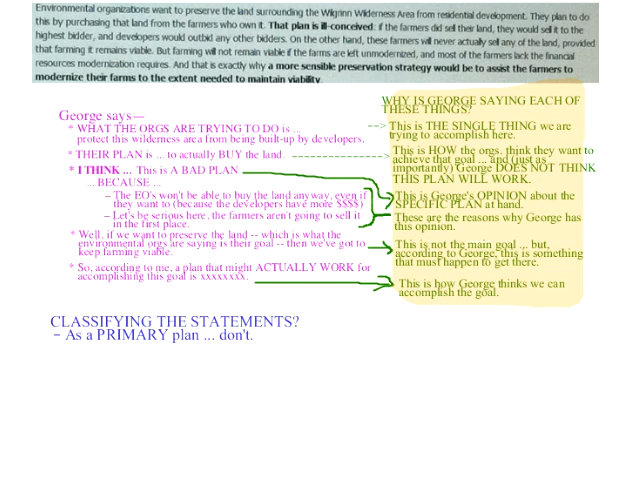 Environmental organizations want to preserve the land surrounding the Wilgrinn Wilderness Area from residential development. They plan to do
this by purchasing that land from the farmers who own it. That plan is ill-conceived: if the farmers did sell their land, they would sell it to the
highest bidder, and developers would outbid any other bidders. On the other hand, these farmers will never actually sell any of the land, provided
that farming it remains viable. But farming will not remain viable if the farms are left unmodernized, and most of the farmers lack the financial
resources modernization requires. And that is exactly why a more sensible preservation strategy would be to assist the farmers to
modernize their farms to the extent needed to maintain viability.
George says—
* WHAT THE ORGS ARE TRYING TO DO is ...
protect this wilderness area from being built-up by developers.
* THEIR PLAN is ... to actually BUY the land. --------------->
* I THINK ... This is A BAD PLAN
... BECAUSE ...
– The EO's won't be able to buy the land anyway, even if
they want to (because the developers have more $$$$)
– Let's be serious here, the farmers aren't going to sell it
in the first place.
* Well, if we want to preserve the land -- which is what the
environmental orgs are saying is their goal -- then we've got to
keep farming viable.
* So, according to me, a plan that might ACTUALLY WORK for
accomplishing this goal is xxxxxxxx.
WHY IS GEORGE SAYING EACH OF
THESE THINGS?
--> This is THE SINGLE THING we are
trying to accomplish here.
This is HOW the orgs. think they want to
achieve that goal ... and (just as
importantly) George DOES NOT THINK
THIS PLAN WILL WORK.
This is George's OPINION about the
SPECIFIC PLAN at hand.
These are the reasons why George has
this opinion.
This is not the main goal ... but,
according to George, this is something
that must happen to get there.
This is how George thinks we can
accomplish the goal.
CLASSIFYING THE STATEMENTS?
– As a PRIMARY plan ... don't.